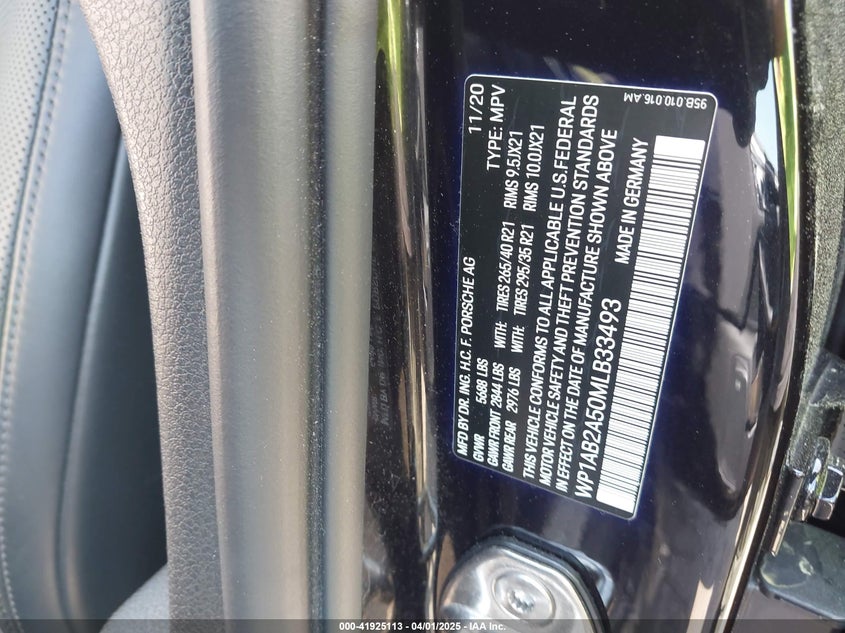 MFD BY DR. ING. H.C. F. PORSCHE AG 11/20
GVWR 5688 LBS TYPE: MPV
GAWR FRONT 2844 LBS WITH: TIRES 265/40 R21 RIMS 9.5JX21
GAWR REAR 2976 LBS WITH: TIRES 295/35 R21 RIMS 10.0JX21
THIS VEHICLE CONFORMS TO ALL APPLICABLE U.S. FEDERAL
MOTOR VEHICLE SAFETY AND THEFT PREVENTION STANDARDS
IN EFFECT ON THE DATE OF MANUFACTURE SHOWN ABOVE
WP1AB2A50MLB33493 MADE IN GERMANY
95B.010.016.AM
000-41925113 - 04/01/2025 - IAA Inc.